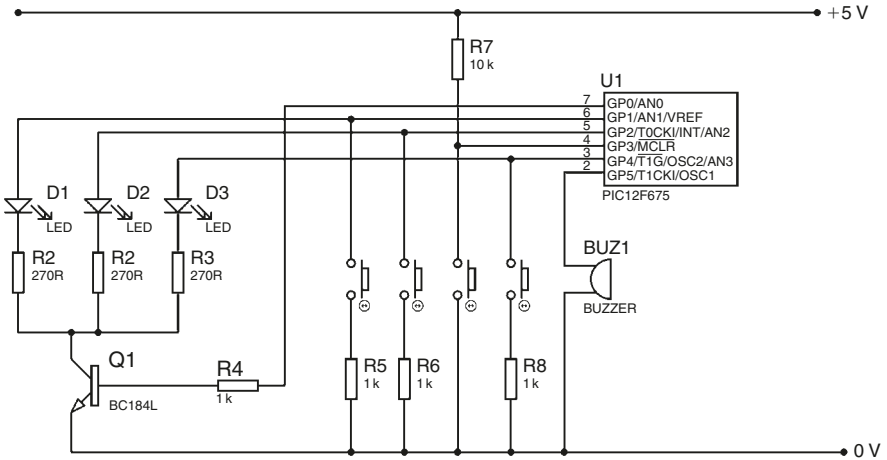 +5 V
R7
10 k
U1
7
GP0/AN0
6
GP1/AN1/VREF
5
GP2/T0CKI/INT/AN2
4
GP3/MCLR
3
GP4/T1G/OSC2/AN3
2
GP5/T1CKI/OSC1
PIC12F675
D1
LED
D2
LED
D3
LED
R2
270R
R2
270R
R3
270R
BUZ1
BUZZER
Q1
BC184L
R4
1 k
R5
1 k
R6
1 k
R8
1 k
0 V